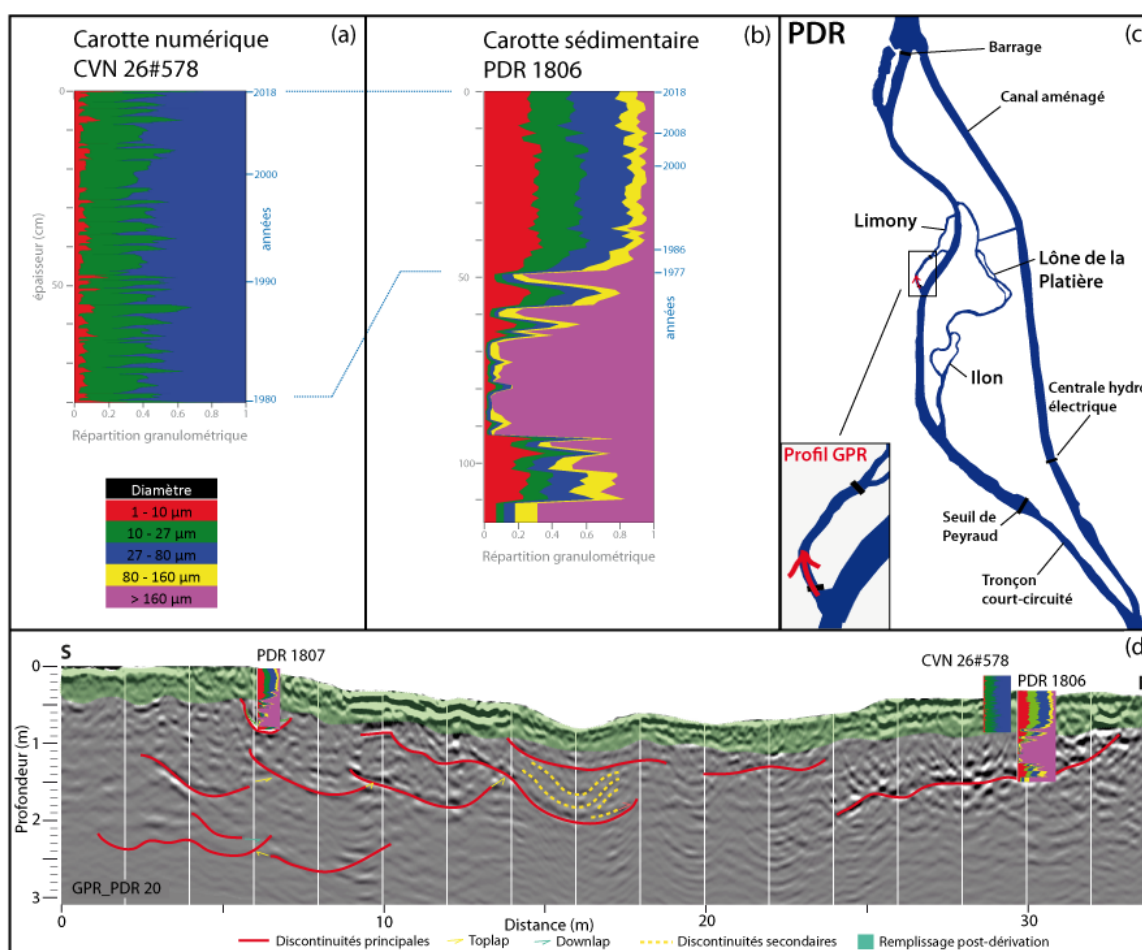 Carotte numérique
CVN 26#578
(a)
0
50
épaisseur (cm)
2018
2000
1990
1980
années
0 0.2 0.4 0.6 0.8 1
Répartition granulométrique
Diamètre
1 - 10 µm
10 - 27 µm
27 - 80 µm
80 - 160 µm
> 160 µm
Carotte sédimentaire
PDR 1806
(b)
0
50
100
2018
2008
2000
1986
1977
années
0 0.2 0.4 0.6 0.8 1
Répartition granulométrique
PDR
(c)
Barrage
Canal aménagé
Limony
Lône de la
Platière
Ilon
Centrale hydro
électrique
Profil GPR
Seuil de
Peyraud
Tronçon
court-circuité
(d)
S
PDR 1807
CVN 26#578
PDR 1806
0
1
2
3
Profondeur (m)
GPR_PDR 20
0 10 20 30
Distance (m)
Discontinuités principales
Toplap
Downlap
Discontinuités secondaires
Remplissage post-dérivation